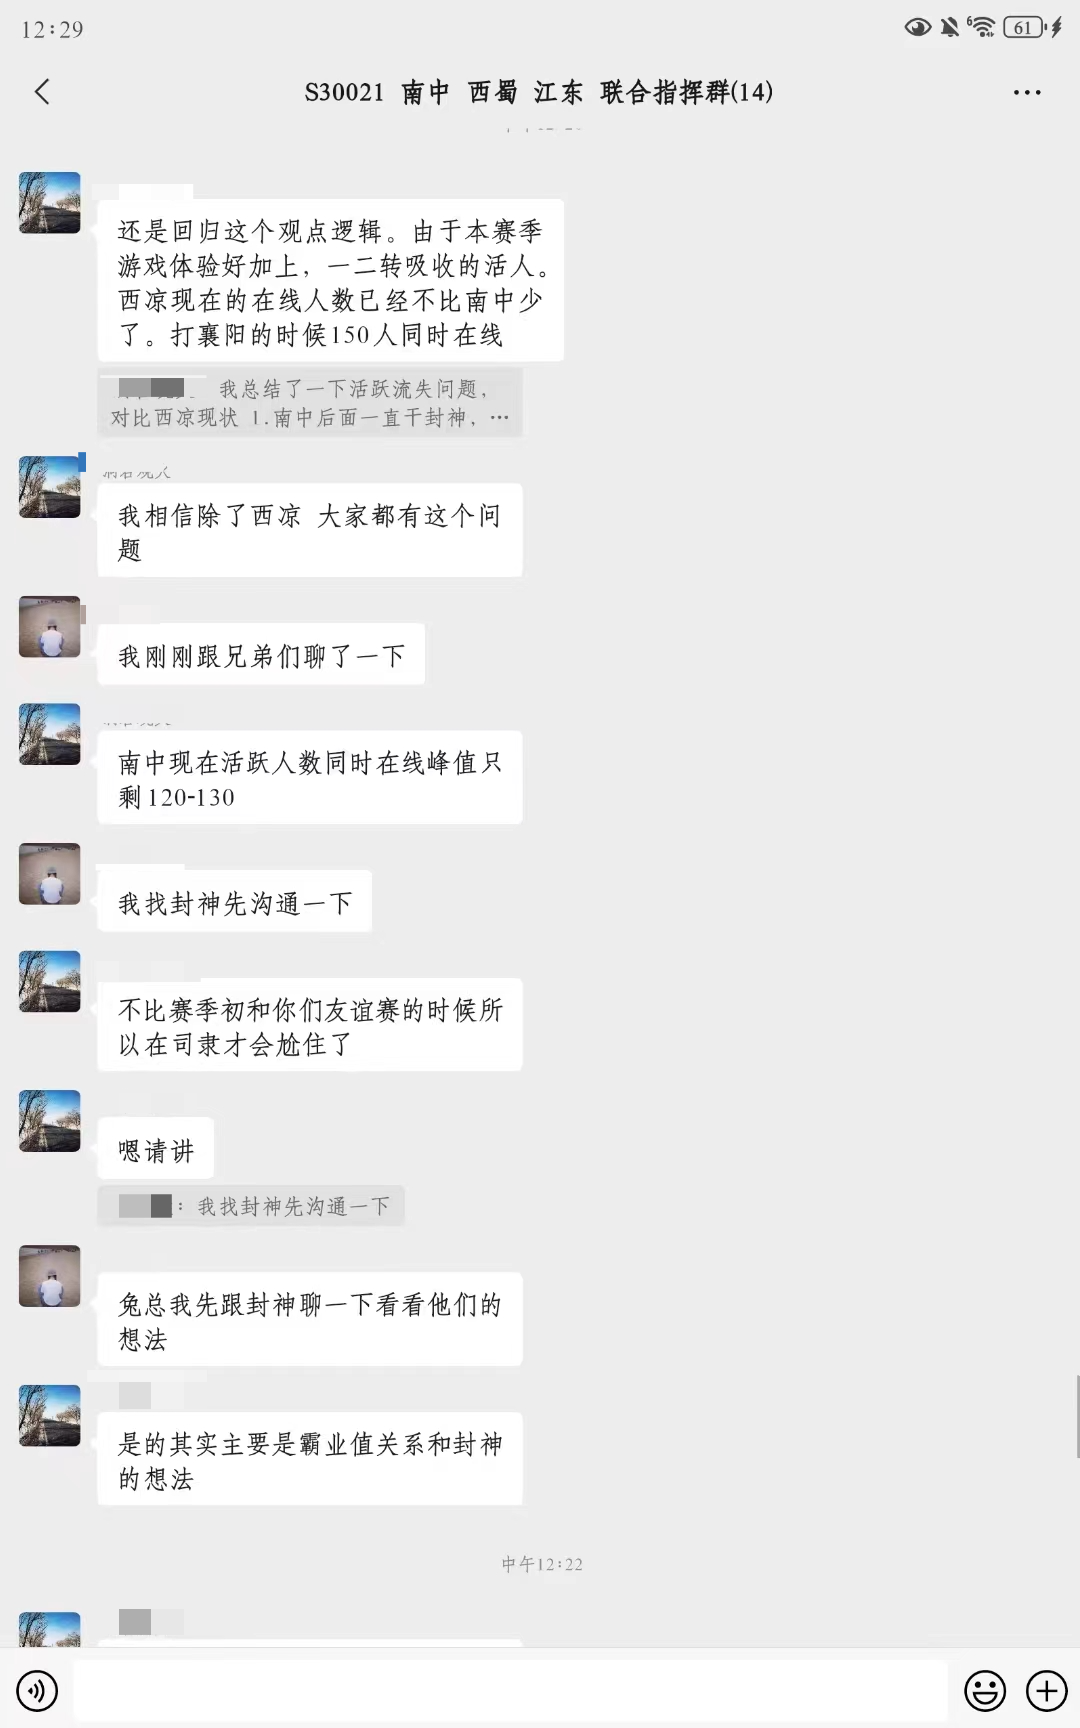 12:29
6
61
S30021 南中 西蜀 江东 联合指挥群(14)
还是回归这个观点逻辑。由于本赛季
游戏体验好加上，一二转吸收的活人。
西凉现在的在线人数已经不比南中少
了。打襄阳的时候150人同时在线
我总结了一下活跃流失问题，
对比西凉现状 1.南中后面一直干封神，...
我相信除了西凉 大家都有这个问
题
我刚刚跟兄弟们聊了一下
南中现在活跃人数同时在线峰值只
剩120-130
我找封神先沟通一下
不比赛季初和你们友谊赛的时候所
以在司隶才会尬住了
嗯请讲
：我找封神先沟通一下
兔总我先跟封神聊一下看看他们的
想法
是的其实主要是霸业值关系和封神
的想法
中午12:22